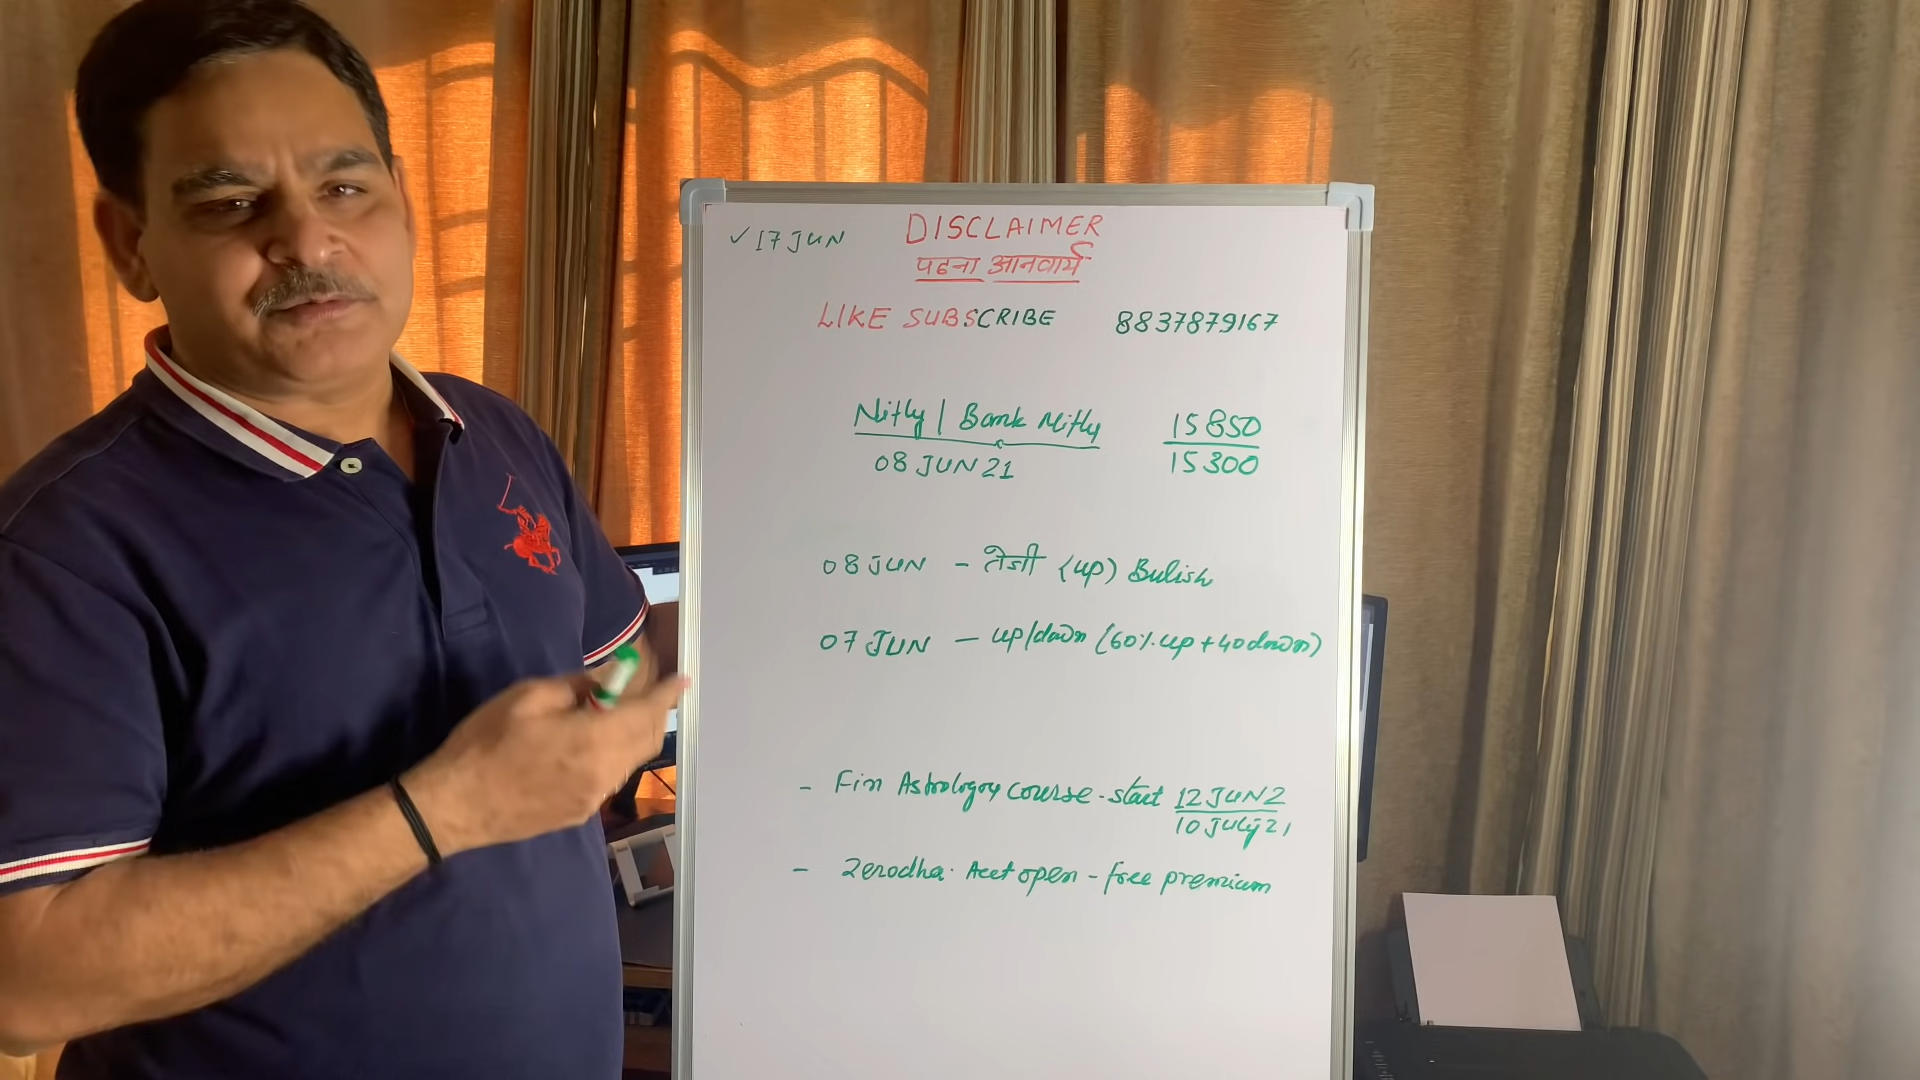 ✓ 17 JUN
DISCLAIMER
पढना आनवार्य
LIKE SUBSCRIBE 8837879167
Nifty | Bank Nifty 15850
08 JUN 21 15300
08 JUN - तेजी (up) Bulish
07 JUN - up/down (60%.up + 40 down)
- Fin Astrology course. start 12 JUN 2
10 July 21
- Zerodha. Acct open - free premium